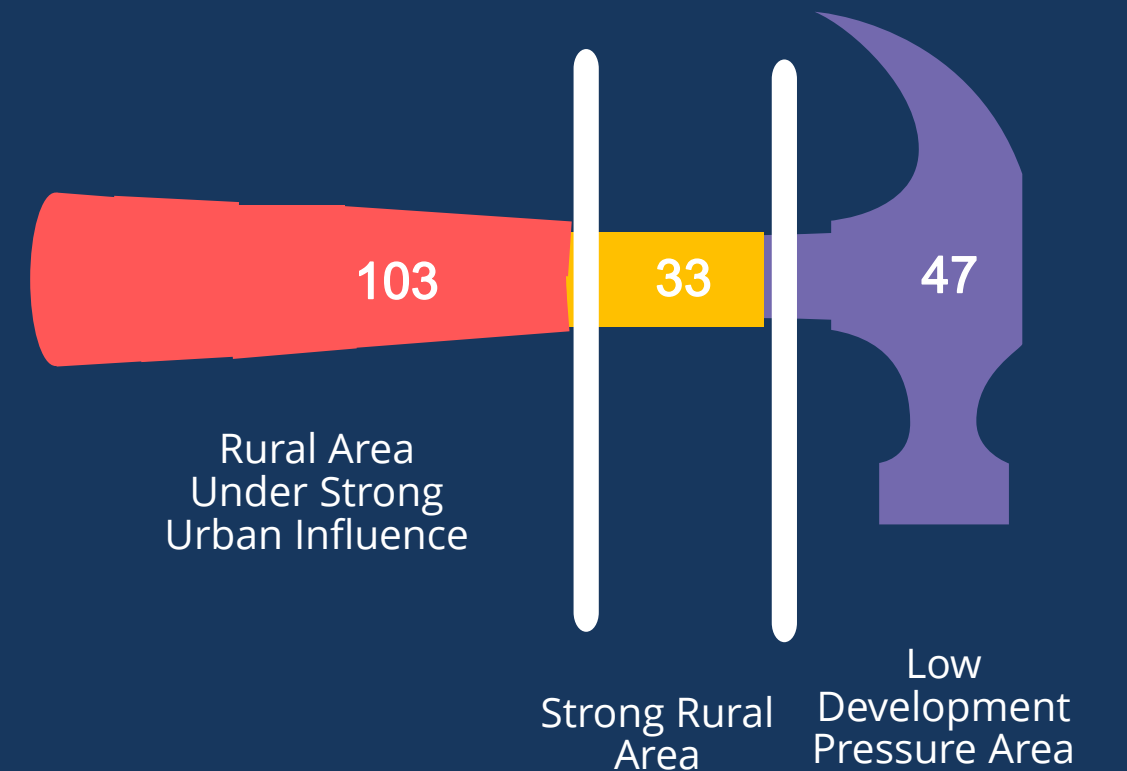 103
33
47
Rural Area
Under Strong
Urban Influence
Strong Rural
Area
Low
Development
Pressure Area